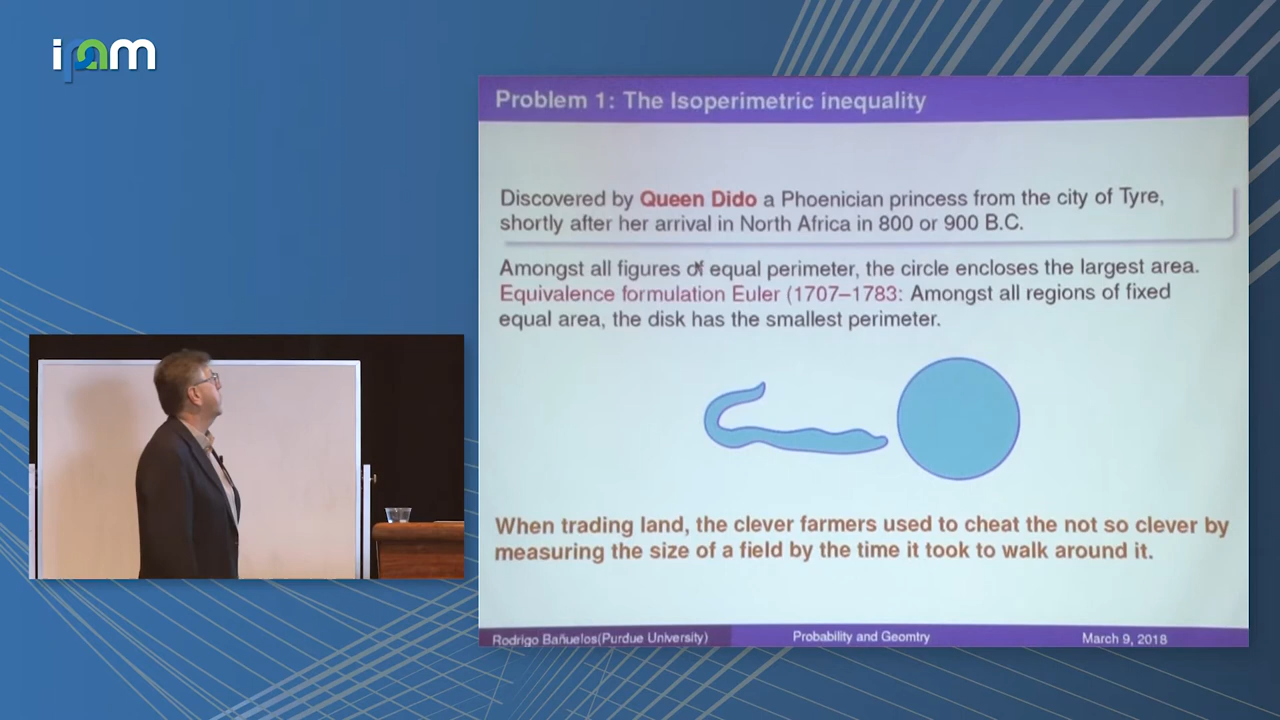 ipam
Problem 1: The Isoperimetric inequality
Discovered by Queen Dido a Phoenician princess from the city of Tyre,
shortly after her arrival in North Africa in 800 or 900 B.C.
Amongst all figures of equal perimeter, the circle encloses the largest area.
Equivalence formulation Euler (1707–1783: Amongst all regions of fixed
equal area, the disk has the smallest perimeter.
When trading land, the clever farmers used to cheat the not so clever by
measuring the size of a field by the time it took to walk around it.
Rodrigo Bañuelos(Purdue University) Probability and Geomtry March 9, 2018